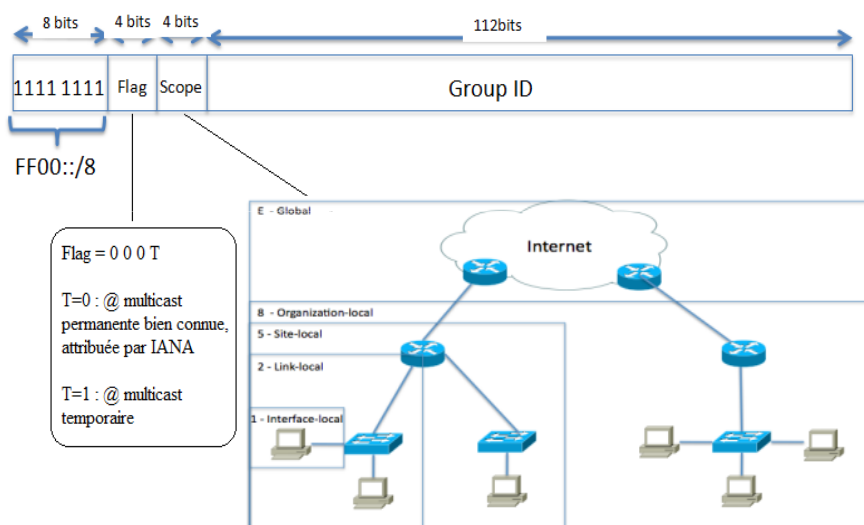 8 bits 4 bits 4 bits 112bits
1111 1111 Flag Scope Group ID
FF00::/8
Flag = 0 0 0 T
T=0 : @ multicast
permanente bien connue,
attribuée par IANA
T=1 : @ multicast
temporaire
E - Global
Internet
8 - Organization-local
5 - Site-local
2 - Link-local
1 - Interface-local